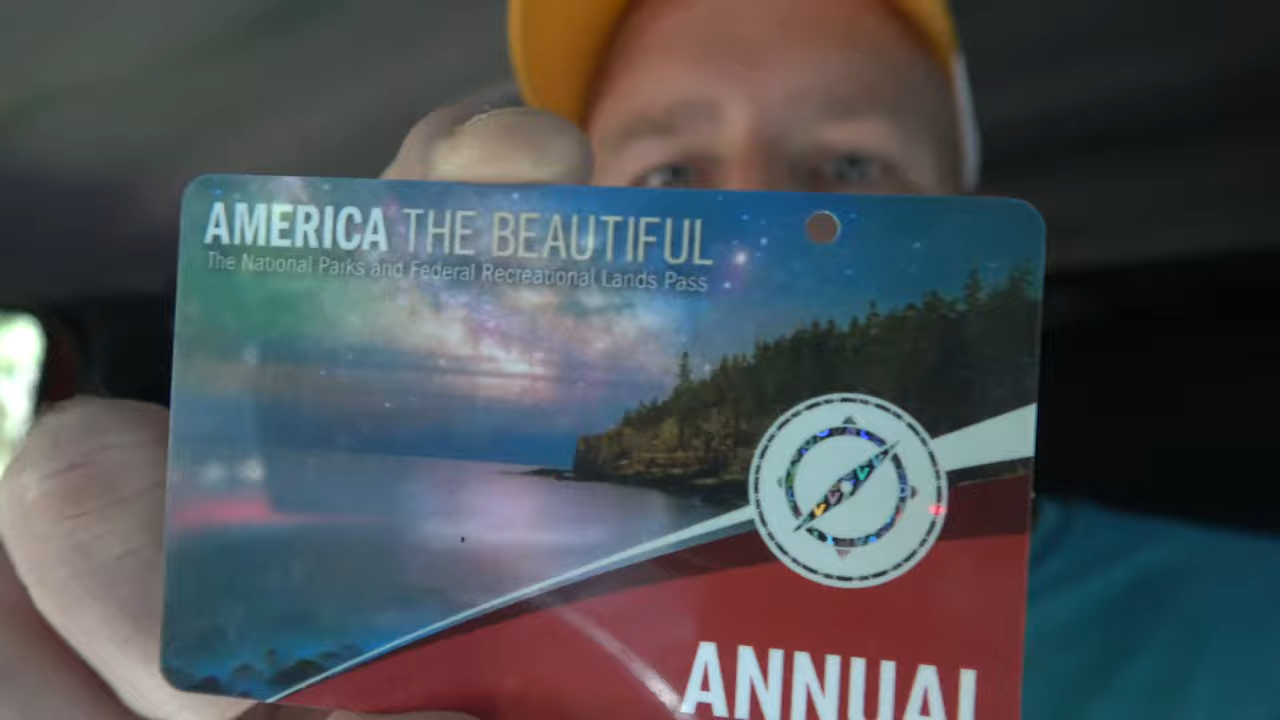 AMERICA THE BEAUTIFUL
The National Parks and Federal Recreational Lands Pass
ANNUAL